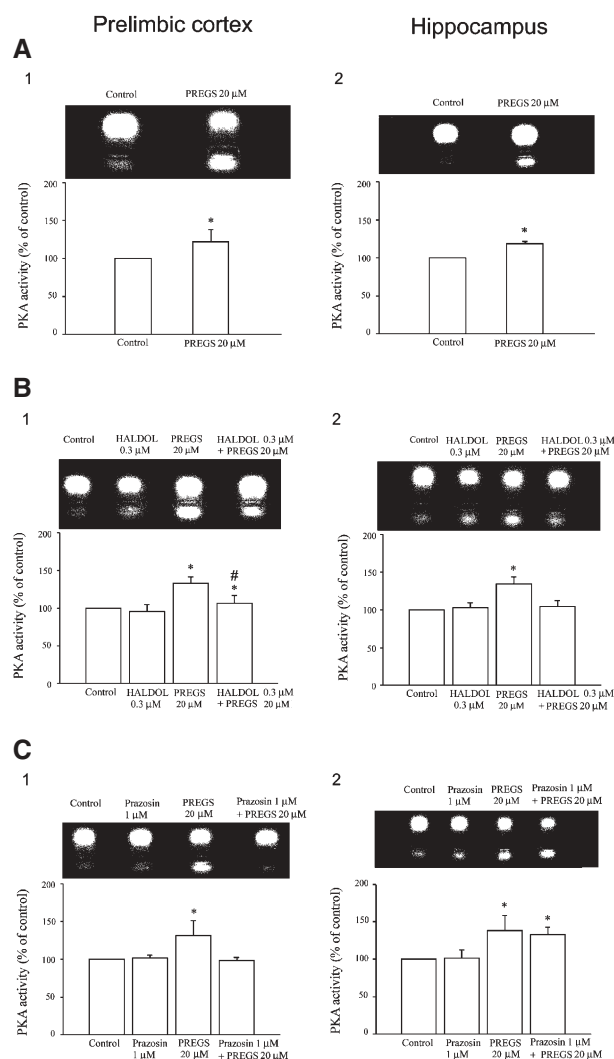 Prelimbic cortex
Hippocampus
A
1
Control PREGS 20 µM
200
150
100
50
0
PKA activity (% of control)
*
Control PREGS 20 µM
2
Control PREGS 20 µM
200
150
100
50
0
PKA activity (% of control)
*
Control PREGS 20 µM
B
1
Control HALDOL PREGS HALDOL 0.3 µM
0.3 µM 20 µM + PREGS 20 µM
200
150
100
50
0
PKA activity (% of control)
*
#
*
Control HALDOL PREGS HALDOL 0.3 µM
0.3 µM 20 µM + PREGS 20 µM
2
Control HALDOL PREGS HALDOL 0.3 µM
0.3 µM 20 µM + PREGS 20 µM
200
150
100
50
0
PKA activity (% of control)
*
Control HALDOL PREGS HALDOL 0.3 µM
0.3 µM 20 µM + PREGS 20 µM
C
1
Control Prazosin PREGS Prazosin 1 µM
1 µM 20 µM + PREGS 20 µM
200
150
100
50
0
PKA activity (% of control)
*
Control Prazosin PREGS Prazosin 1 µM
1 µM 20 µM + PREGS 20 µM
2
Control Prazosin PREGS Prazosin 1 µM
1 µM 20 µM + PREGS 20 µM
200
150
100
50
0
PKA activity (% of control)
*
*
Control Prazosin PREGS Prazosin 1 µM
1 µM 20 µM + PREGS 20 µM